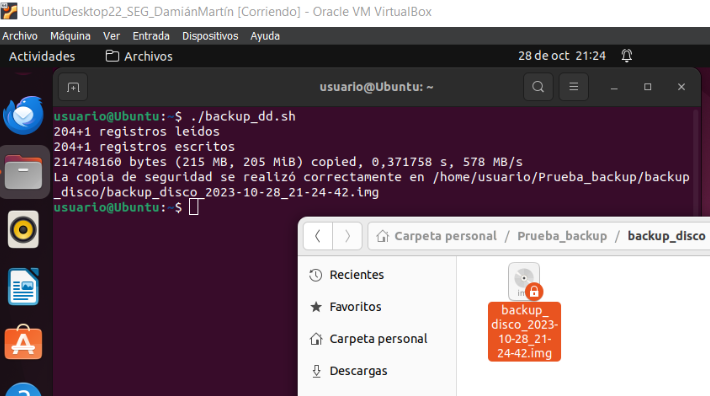 UbuntuDesktop22_SEG_DamiánMartín [Corriendo] - Oracle VM VirtualBox
Archivo Máquina Ver Entrada Dispositivos Ayuda
Actividades Archivos 28 de oct 21:24
usuario@Ubuntu: ~
usuario@Ubuntu:~$ ./backup_dd.sh
204+1 registros leídos
204+1 registros escritos
214748160 bytes (215 MB, 205 MiB) copied, 0,371758 s, 578 MB/s
La copia de seguridad se realizó correctamente en /home/usuario/Prueba_backup/backup
_disco/backup_disco_2023-10-28_21-24-42.img
usuario@Ubuntu:~$
Carpeta personal / Prueba_backup / backup_disco
Recientes
Favoritos
Carpeta personal
Descargas
backup_
disco_2023-
10-28_21-
24-42.img